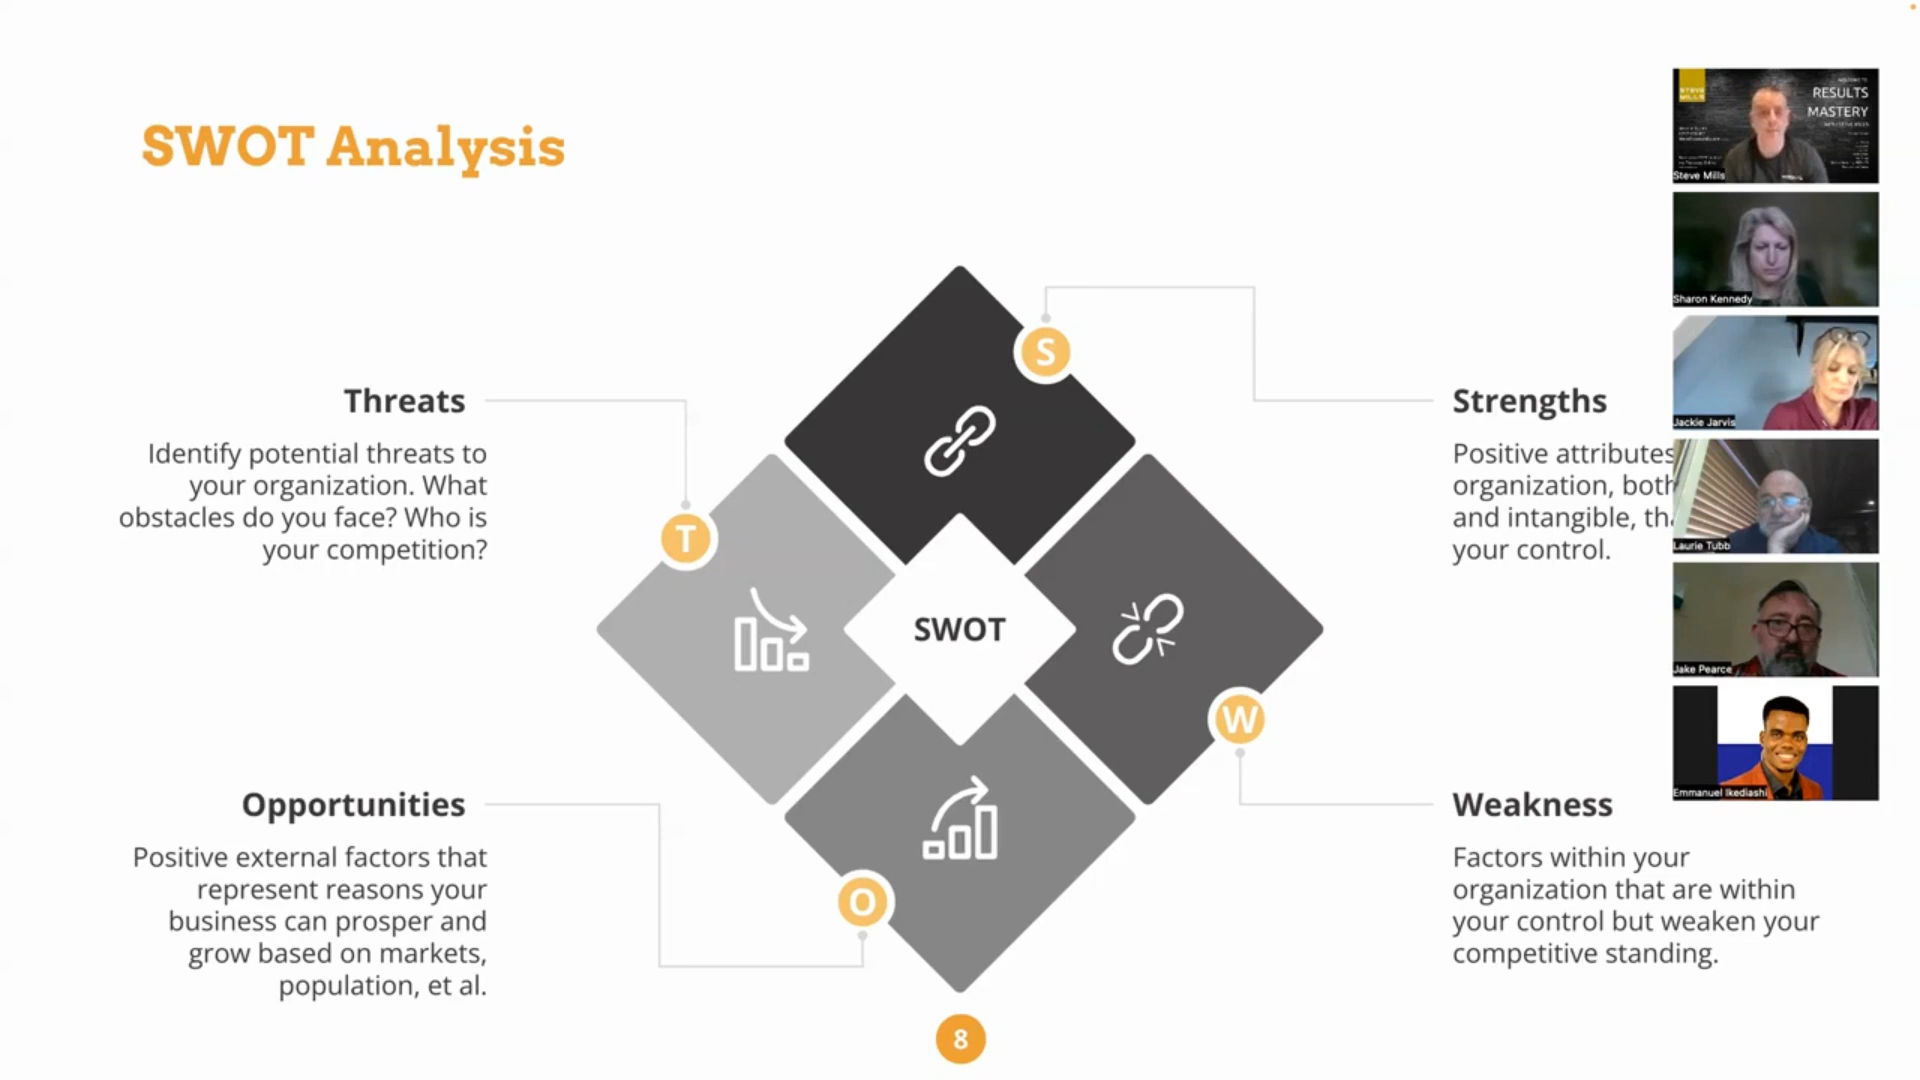 SWOT Analysis
Threats
Identify potential threats to
your organization. What
obstacles do you face? Who is
your competition?
T
S
Strengths
Positive attributes
organization, both
and intangible,
your control.
SWOT
W
Opportunities
Positive external factors that
represent reasons your
business can prosper and
grow based on markets,
population, et al.
O
Weakness
Factors within your
organization that are within
your control but weaken your
competitive standing.
8
STEVE
MILLS
RESULTS
MASTERY
Steve Mills
Sharon Kennedy
Jackie Jarvis
Laurie Tubb
Jake Pearce
Emmanuel Ikediashi